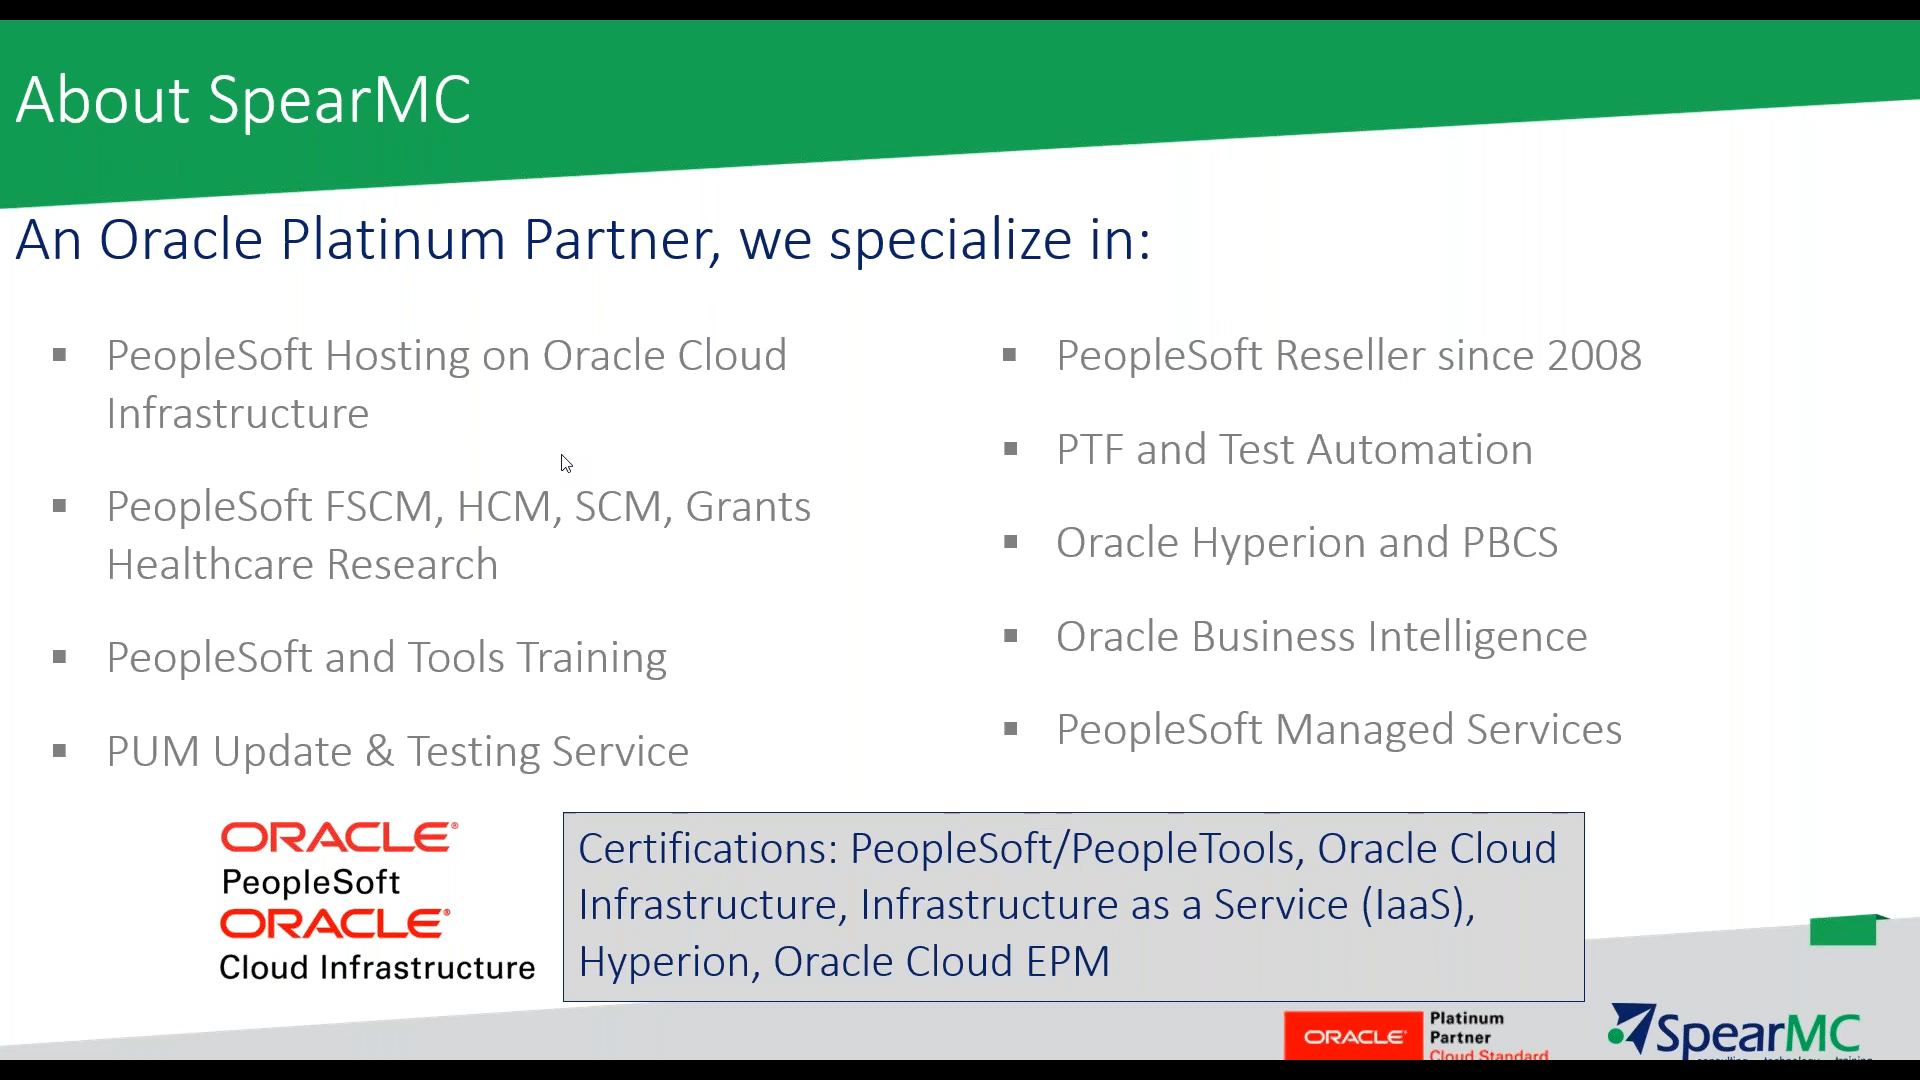 About SpearMC
An Oracle Platinum Partner, we specialize in:
▪ PeopleSoft Hosting on Oracle Cloud
Infrastructure
▪ PeopleSoft FSCM, HCM, SCM, Grants
Healthcare Research
▪ PeopleSoft and Tools Training
▪ PUM Update & Testing Service
▪ PeopleSoft Reseller since 2008
▪ PTF and Test Automation
▪ Oracle Hyperion and PBCS
▪ Oracle Business Intelligence
▪ PeopleSoft Managed Services
ORACLE®
PeopleSoft
ORACLE®
Cloud Infrastructure
Certifications: PeopleSoft/PeopleTools, Oracle Cloud
Infrastructure, Infrastructure as a Service (IaaS),
Hyperion, Oracle Cloud EPM
ORACLE®
Platinum
Partner
Cloud Standard
SpearMC